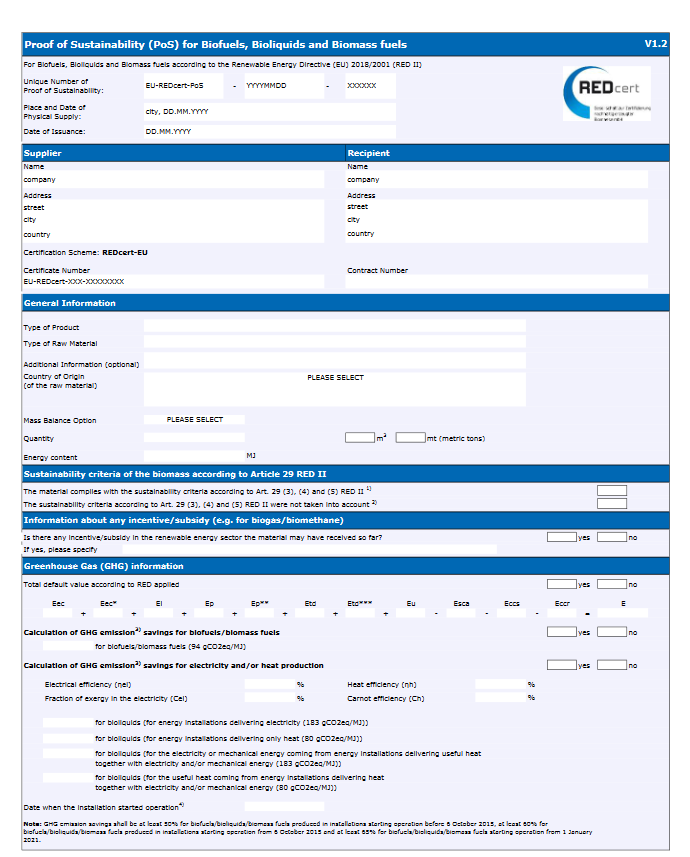 Proof of Sustainability (PoS) for Biofuels, Bioliquids and Biomass fuels V1.2
For Biofuels, Bioliquids and Biomass fuels according to the Renewable Energy Directive (EU) 2018/2001 (RED II)
Unique Number of
Proof of Sustainability: EU-REDcert-PoS - YYYYMMDD - XXXXXX
REDcert
Place and Date of
Physical Supply: city, DD.MM.YYYY
Date of Issuance: DD.MM.YYYY
Supplier Recipient
Name Name
company company
Address Address
street street
city city
country country
Certification Scheme: REDcert-EU
Certificate Number Contract Number
EU-REDcert-XXX-XXXXXXXX
General Information
Type of Product
Type of Raw Material
Additional Information (optional)
Country of Origin PLEASE SELECT
(of the raw material)
Mass Balance Option PLEASE SELECT
Quantity m³ mt (metric tons)
Energy content MJ
Sustainability criteria of the biomass according to Article 29 RED II
The material complies with the sustainability criteria according to Art. 29 (3), (4) and (5) RED II 1)
The sustainability criteria according to Art. 29 (3), (4) and (5) RED II were not taken into account 2)
Information about any incentive/subsidy (e.g. for biogas/biomethane)
Is there any incentive/subsidy in the renewable energy sector the material may have received so far? yes no
If yes, please specify
Greenhouse Gas (GHG) information
Total default value according to RED applied yes no
Eec Eec* El Ep Ep** Etd Etd*** Eu Esca Eccs Eccr E
+ + + + + + + - - - =
Calculation of GHG emission3) savings for biofuels/biomass fuels yes no
for biofuels/biomass fuels (94 gCO2eq/MJ)
Calculation of GHG emission3) savings for electricity and/or heat production yes no
Electrical efficiency (ηel) % Heat efficiency (ηh) %
Fraction of exergy in the electricity (Cel) % Carnot efficiency (Ch) %
for bioliquids (for energy installations delivering electricity (183 gCO2eq/MJ))
for bioliquids (for energy installations delivering only heat (80 gCO2eq/MJ))
for bioliquids (for the electricity or mechanical energy coming from energy installations delivering useful heat
together with electricity and/or mechanical energy (183 gCO2eq/MJ))
for bioliquids (for the useful heat coming from energy installations delivering heat
together with electricity and/or mechanical energy (80 gCO2eq/MJ))
Date when the installation started operation4)
Note: GHG emission savings shall be at least 50% for biofuels/bioliquids/biomass fuels produced in installations starting operation before 6 October 2015, at least 60% for
biofuels/bioliquids/biomass fuels produced in installations starting operation from 6 October 2015 and at least 65% for biofuels/bioliquids/biomass fuels starting operation from 1 January
2021.